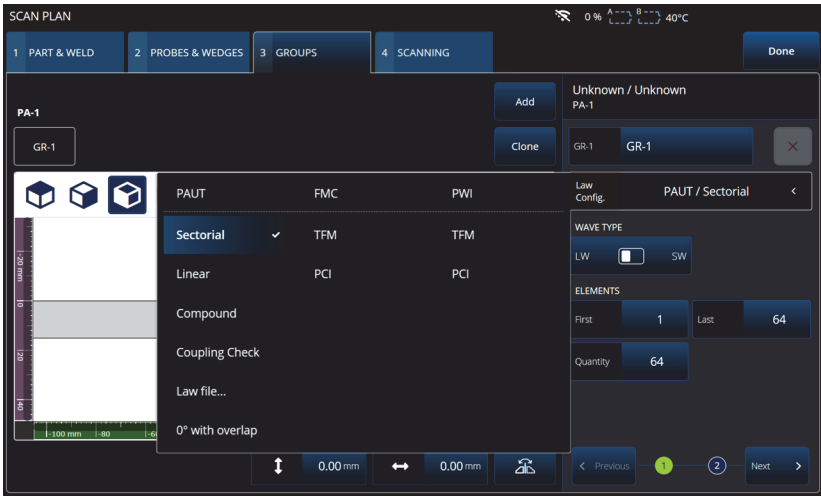 SCAN PLAN
0 % A B 40°C
1 PART & WELD 2 PROBES & WEDGES 3 GROUPS 4 SCANNING Done
PA-1 Add
Unknown / Unknown
PA-1
GR-1 Clone GR-1 GR-1
PAUT FMC PWI
Law Config. PAUT / Sectorial
Sectorial TFM TFM
WAVE TYPE
LW SW
Linear PCI PCI
ELEMENTS
Compound
First 1 Last 64
Coupling Check
Quantity 64
Law file...
0° with overlap
-20 mm
0
20
40
-100 mm -80 -6
0.00 mm 0.00 mm
Previous 1 2 Next